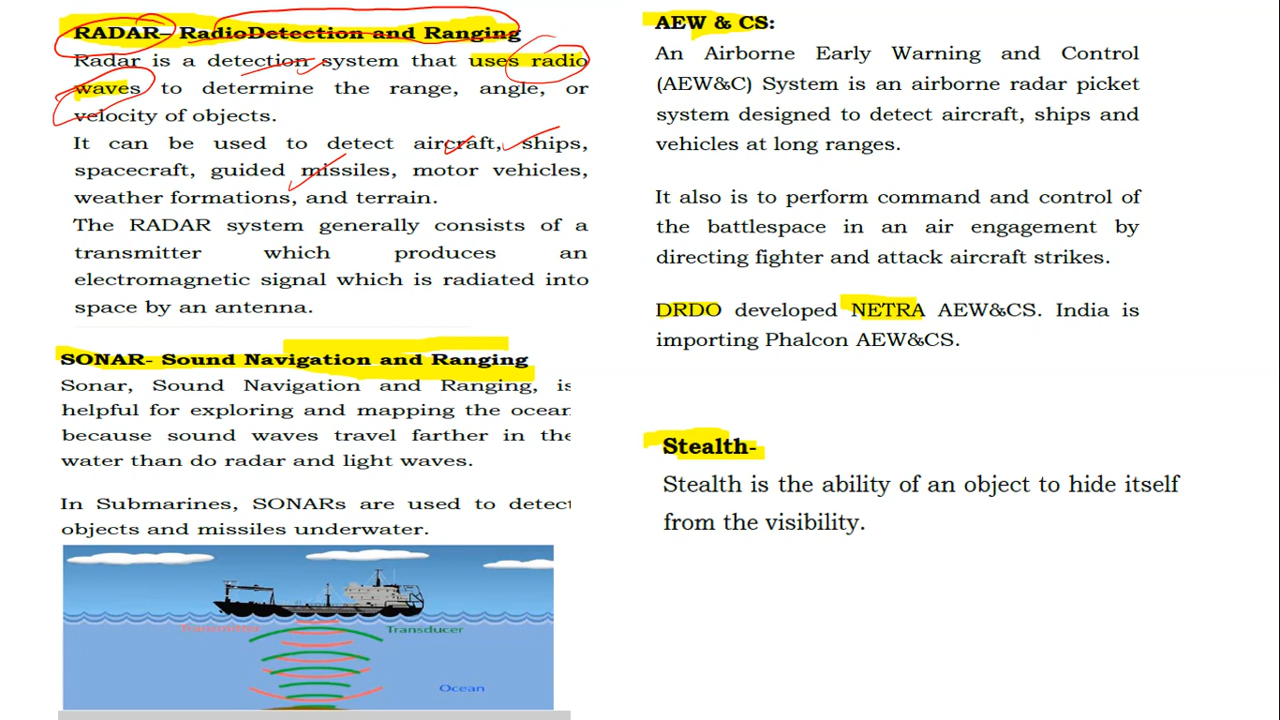 RADAR– RadioDetection and Ranging
Radar is a detection system that uses radio
waves to determine the range, angle, or
velocity of objects.
It can be used to detect aircraft, ships,
spacecraft, guided missiles, motor vehicles,
weather formations, and terrain.
The RADAR system generally consists of a
transmitter which produces an
electromagnetic signal which is radiated into
space by an antenna.
SONAR- Sound Navigation and Ranging
Sonar, Sound Navigation and Ranging, is
helpful for exploring and mapping the ocean
because sound waves travel farther in the
water than do radar and light waves.
In Submarines, SONARs are used to detect
objects and missiles underwater.
Transmitter
Transducer
Ocean
AEW & CS:
An Airborne Early Warning and Control
(AEW&C) System is an airborne radar picket
system designed to detect aircraft, ships and
vehicles at long ranges.
It also is to perform command and control of
the battlespace in an air engagement by
directing fighter and attack aircraft strikes.
DRDO developed NETRA AEW&CS. India is
importing Phalcon AEW&CS.
Stealth-
Stealth is the ability of an object to hide itself
from the visibility.